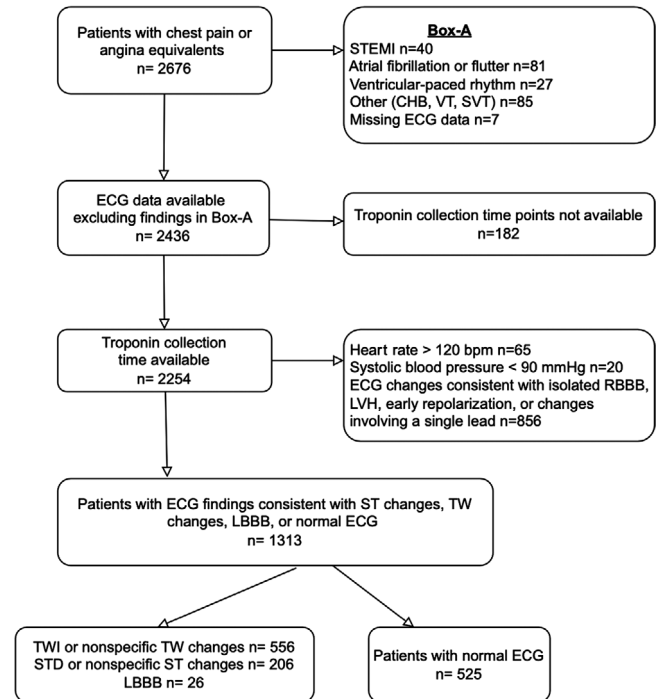 Patients with chest pain or
angina equivalents
n= 2676
Box-A
STEMI n=40
Atrial fibrillation or flutter n=81
Ventricular-paced rhythm n=27
Other (CHB, VT, SVT) n=85
Missing ECG data n=7
ECG data available
excluding findings in Box-A
n= 2436
Troponin collection time points not available
n=182
Troponin collection
time available
n= 2254
Heart rate > 120 bpm n=65
Systolic blood pressure < 90 mmHg n=20
ECG changes consistent with isolated RBBB,
LVH, early repolarization, or changes
involving a single lead n=856
Patients with ECG findings consistent with ST changes, TW
changes, LBBB, or normal ECG
n= 1313
TWI or nonspecific TW changes n= 556
STD or nonspecific ST changes n= 206
LBBB n= 26
Patients with normal ECG
n= 525